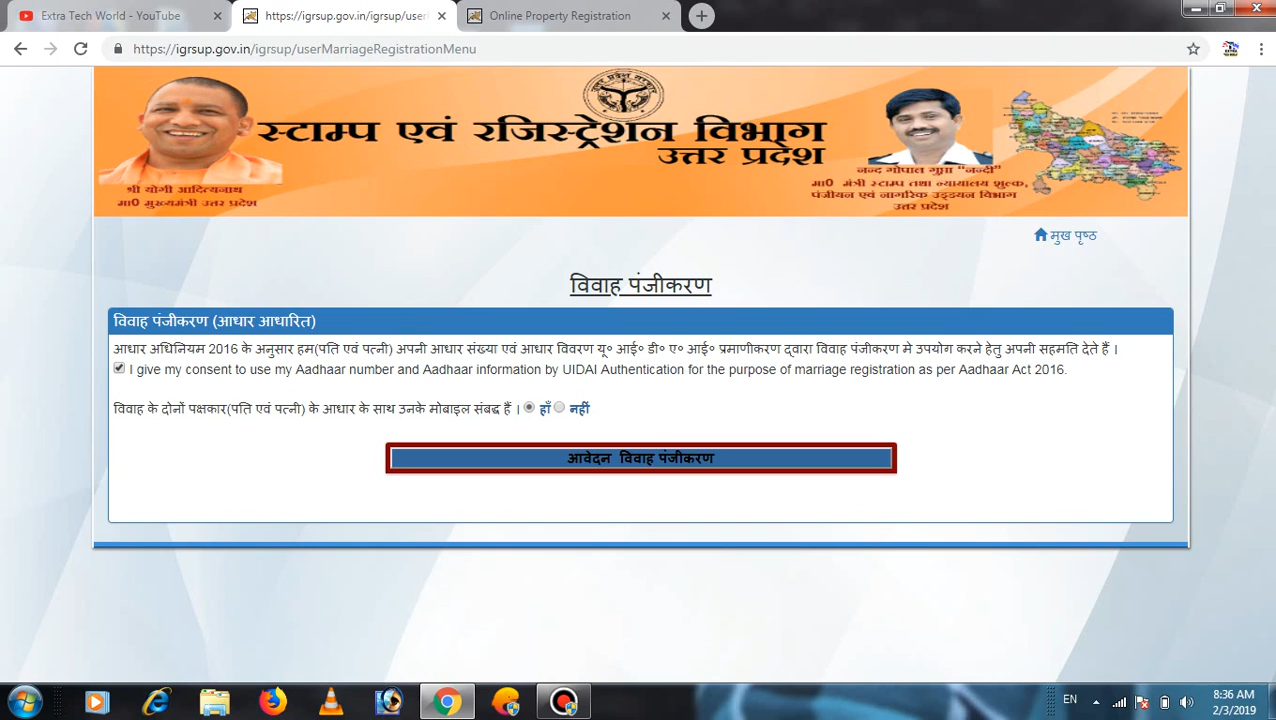 Extra Tech World - YouTube
https://igrsup.gov.in/igrsup/user
Online Property Registration
https://igrsup.gov.in/igrsup/userMarriageRegistrationMenu
स्टाम्प एवं रजिस्ट्रेशन विभाग
उत्तर प्रदेश
श्री योगी आदित्यनाथ
मा0 मुख्यमंत्री उत्तर प्रदेश
नन्द गोपाल गुप्ता "नन्दी"
मा0 मंत्री स्टाम्प तथा न्यायालय शुल्क,
पंजीयन एवं नागरिक उड्डयन विभाग
उत्तर प्रदेश
मुख पृष्ठ
विवाह पंजीकरण
विवाह पंजीकरण (आधार आधारित)
आधार अधिनियम 2016 के अनुसार हम(पति एवं पत्नी) अपनी आधार संख्या एवं आधार विवरण यू० आई० डी० ए० आई० प्रमाणीकरण द्वारा विवाह पंजीकरण मे उपयोग करने हेतु अपनी सहमति देते हैं ।
I give my consent to use my Aadhaar number and Aadhaar information by UIDAI Authentication for the purpose of marriage registration as per Aadhaar Act 2016.
विवाह के दोनों पक्षकार(पति एवं पत्नी) के आधार के साथ उनके मोबाइल संबद्ध हैं । हाँ नहीं
आवेदन विवाह पंजीकरण
EN
8:36 AM
2/3/2019